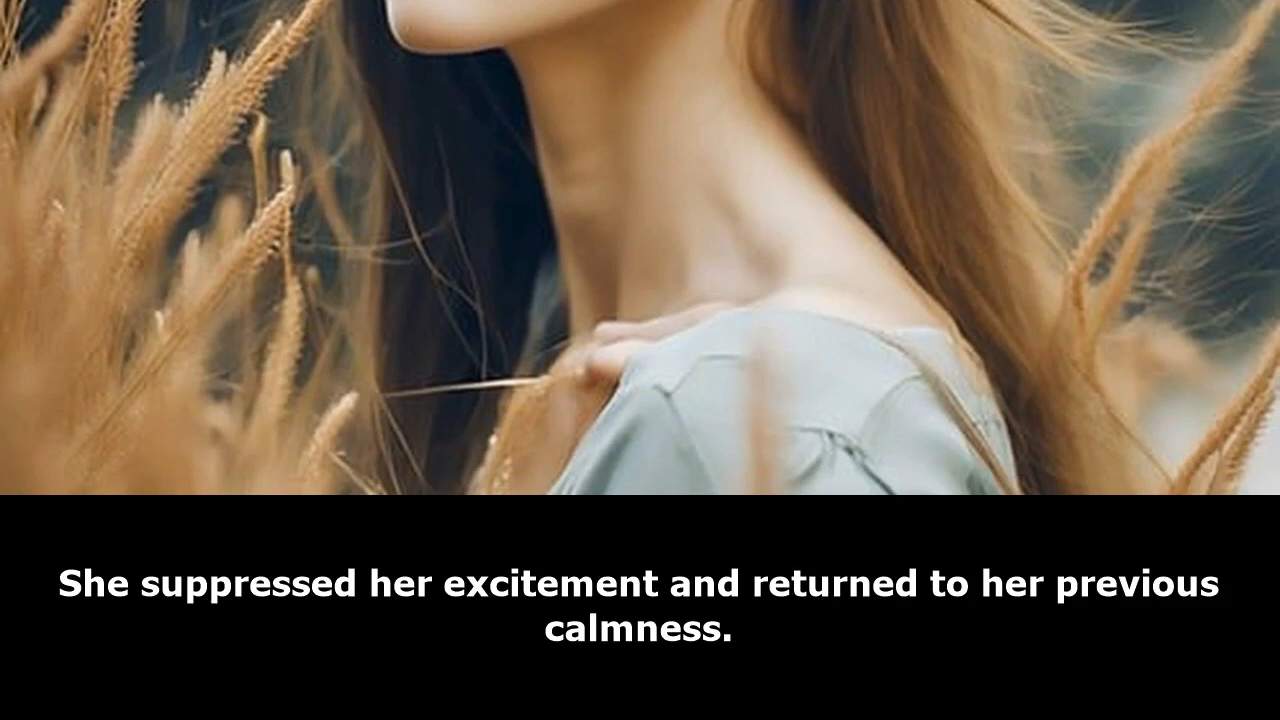 She suppressed her excitement and returned to her previous
calmness.